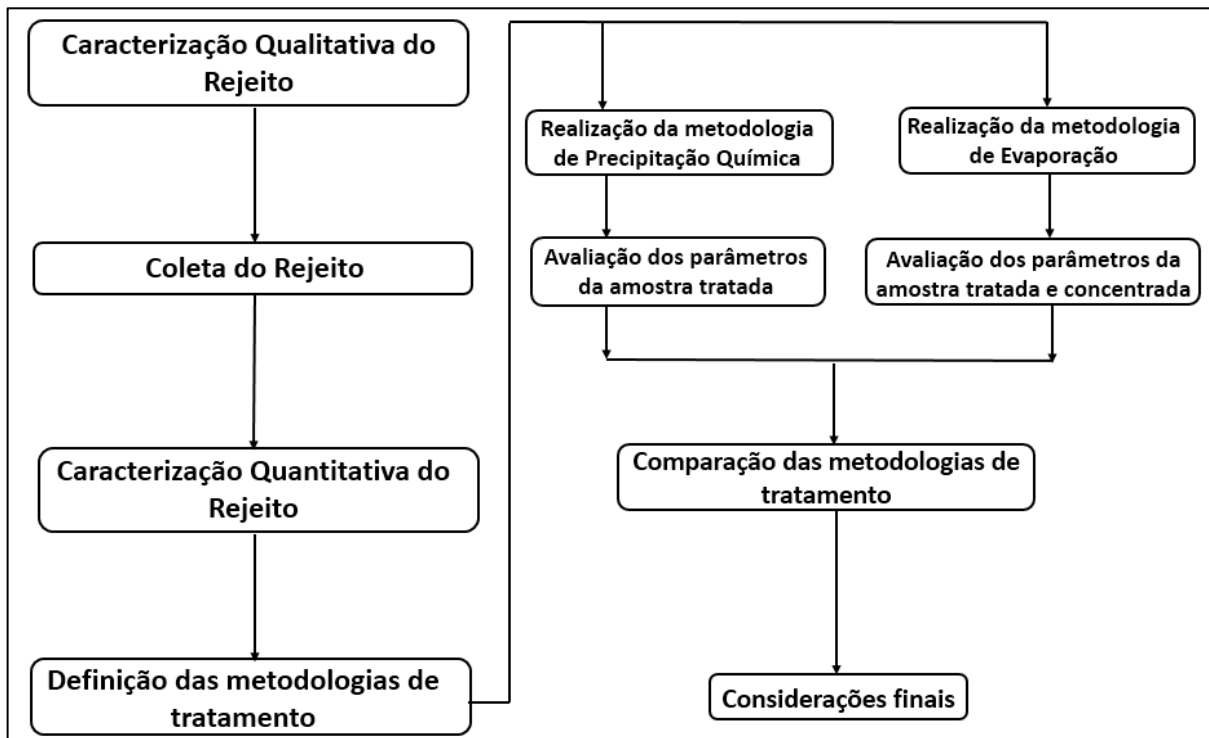 Caracterização Qualitativa do
Rejeito
Coleta do Rejeito
Caracterização Quantitativa do
Rejeito
Definição das metodologias de
tratamento
Realização da metodologia
de Precipitação Química
Avaliação dos parâmetros
da amostra tratada
Realização da metodologia
de Evaporação
Avaliação dos parâmetros da
amostra tratada e concentrada
Comparação das metodologias de
tratamento
Considerações finais